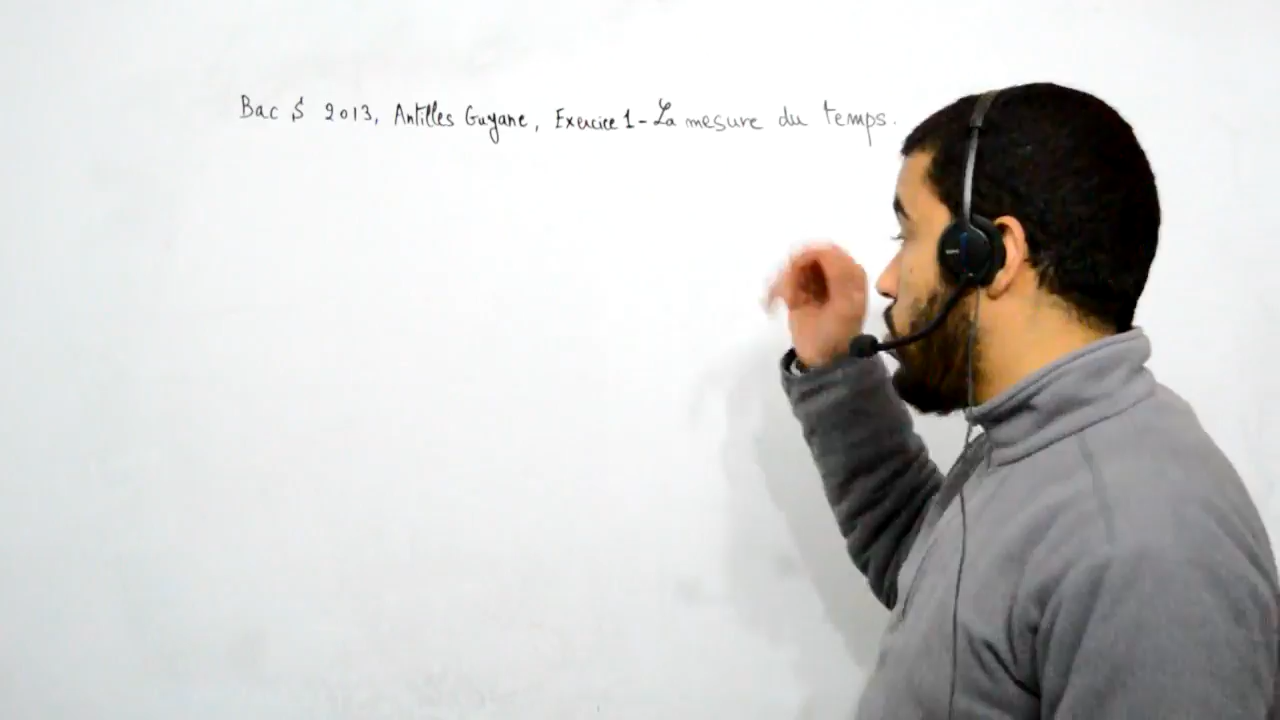 Bac S 2013, Antilles Guyane, Exercice 1 - La mesure du temps.